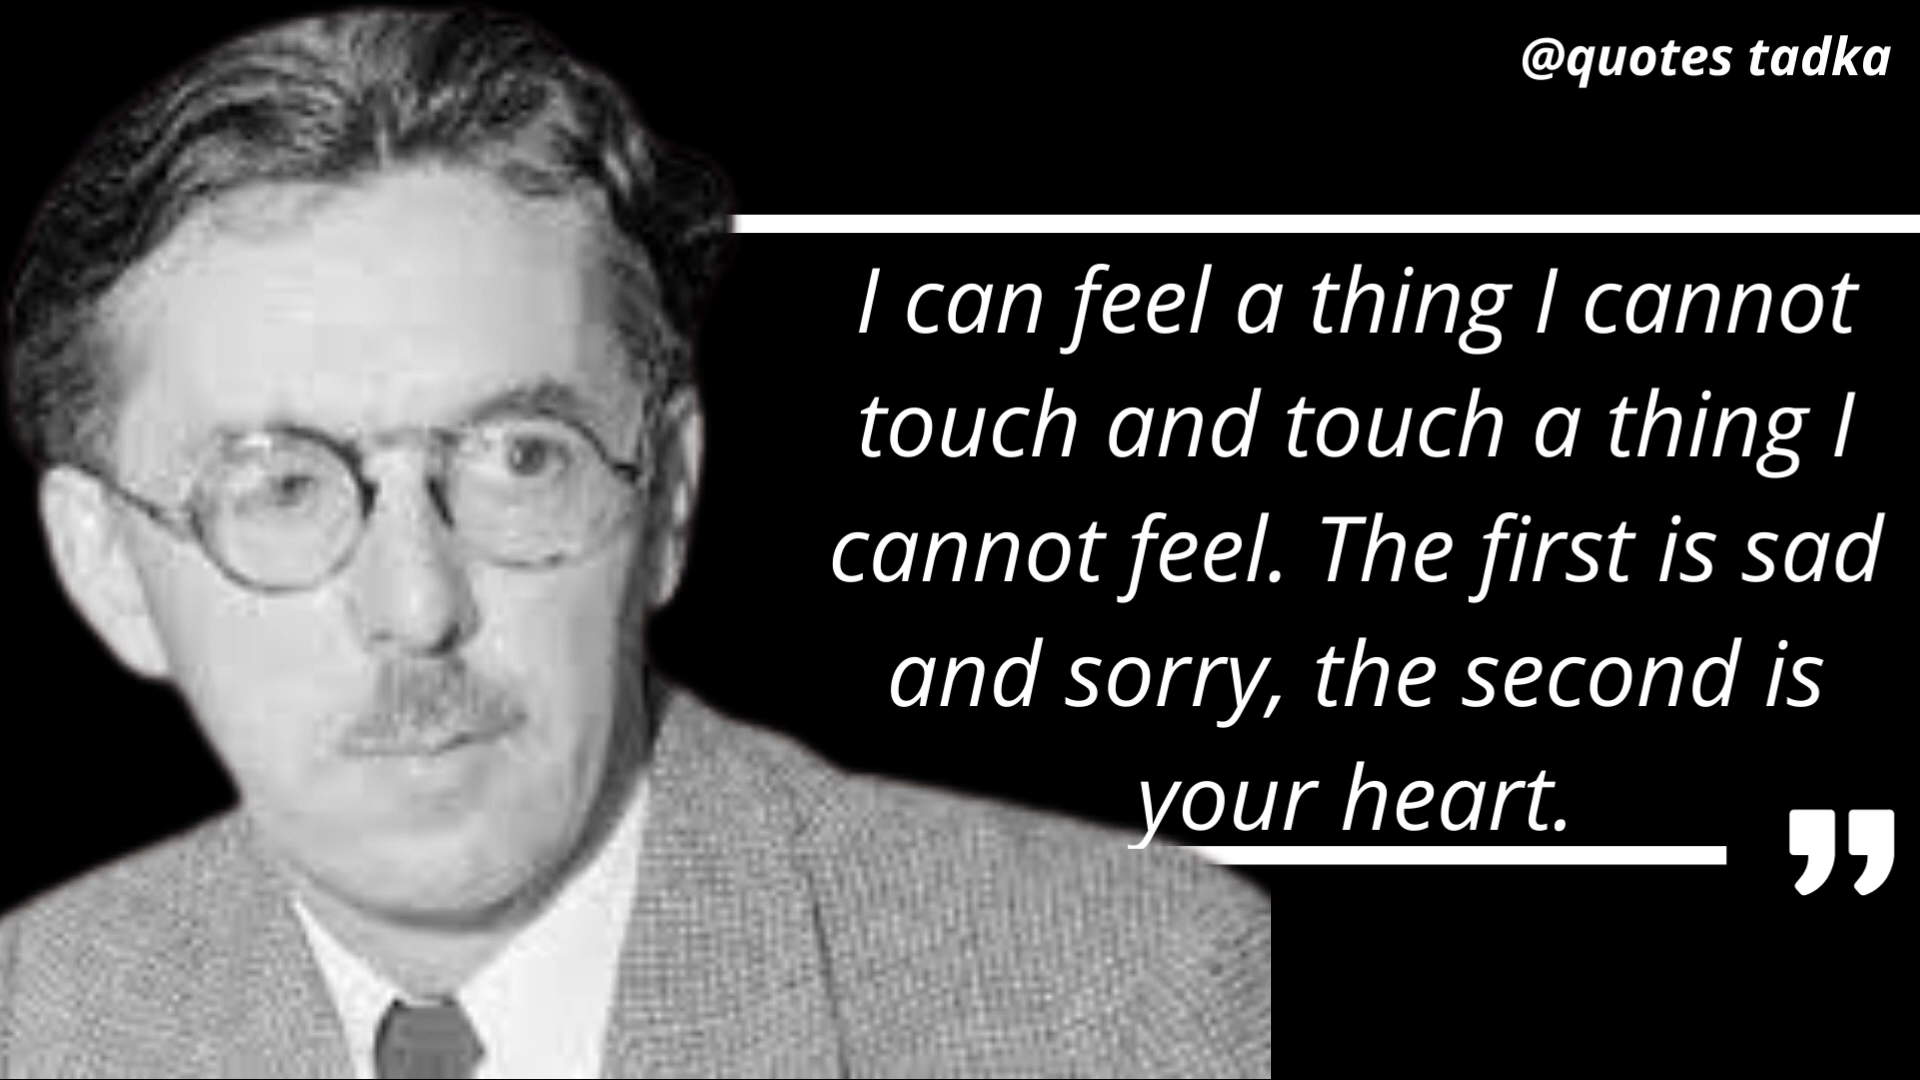 @quotes tadka
I can feel a thing I cannot
touch and touch a thing I
cannot feel. The first is sad
and sorry, the second is
your heart.
”